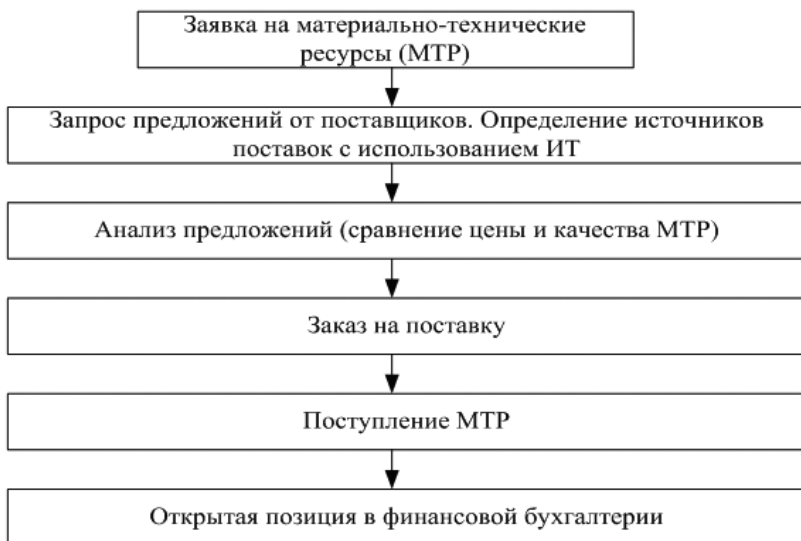 Заявка на материально-технические
ресурсы (МТР)
Запрос предложений от поставщиков. Определение источников
поставок с использованием ИТ
Анализ предложений (сравнение цены и качества МТР)
Заказ на поставку
Поступление МТР
Открытая позиция в финансовой бухгалтерии